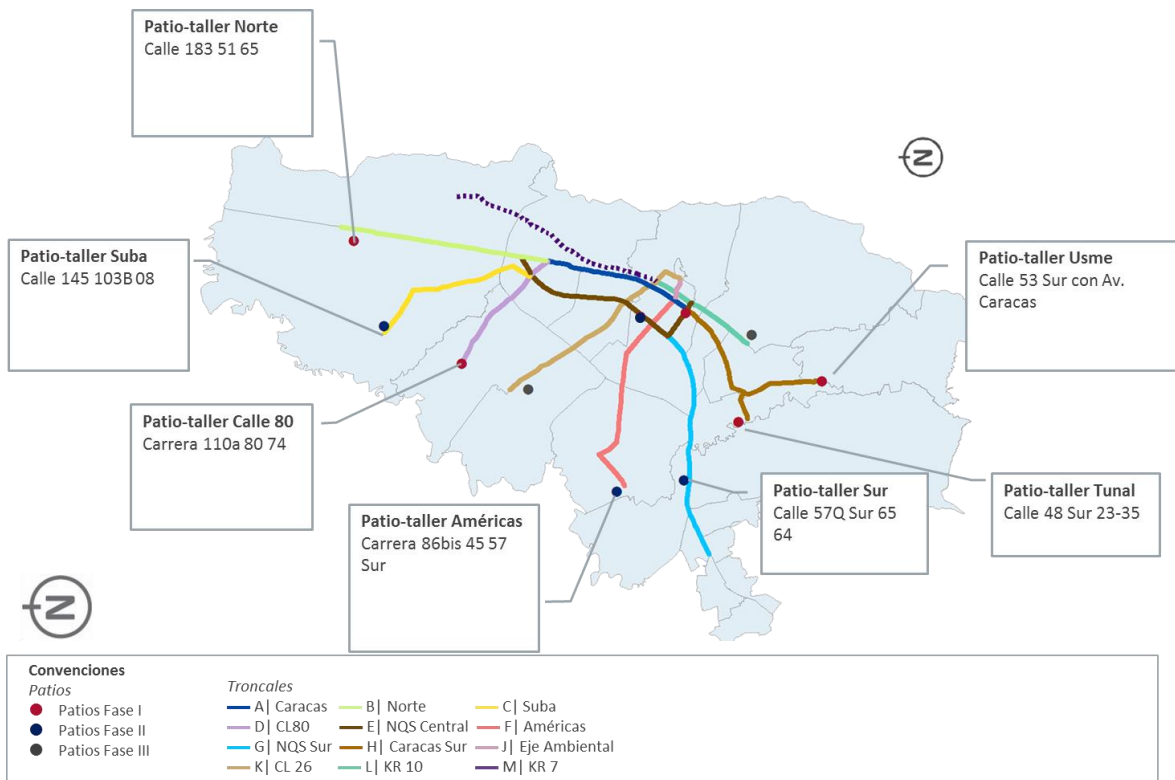 Patio-taller Norte
Calle 183 51 65
N
Patio-taller Suba
Calle 145 103B 08
Patio-taller Usme
Calle 53 Sur con Av.
Caracas
Patio-taller Calle 80
Carrera 110a 80 74
Patio-taller Américas
Carrera 86bis 45 57
Sur
Patio-taller Sur
Calle 57Q Sur 65
64
Patio-taller Tunal
Calle 48 Sur 23-35
N
Convenciones
Patios
Patios Fase I
Patios Fase II
Patios Fase III
Troncales
A| Caracas
B| Norte
C| Suba
D| CL80
E| NQS Central
F| Américas
G| NQS Sur
H| Caracas Sur
J| Eje Ambiental
K| CL 26
L| KR 10
M| KR 7